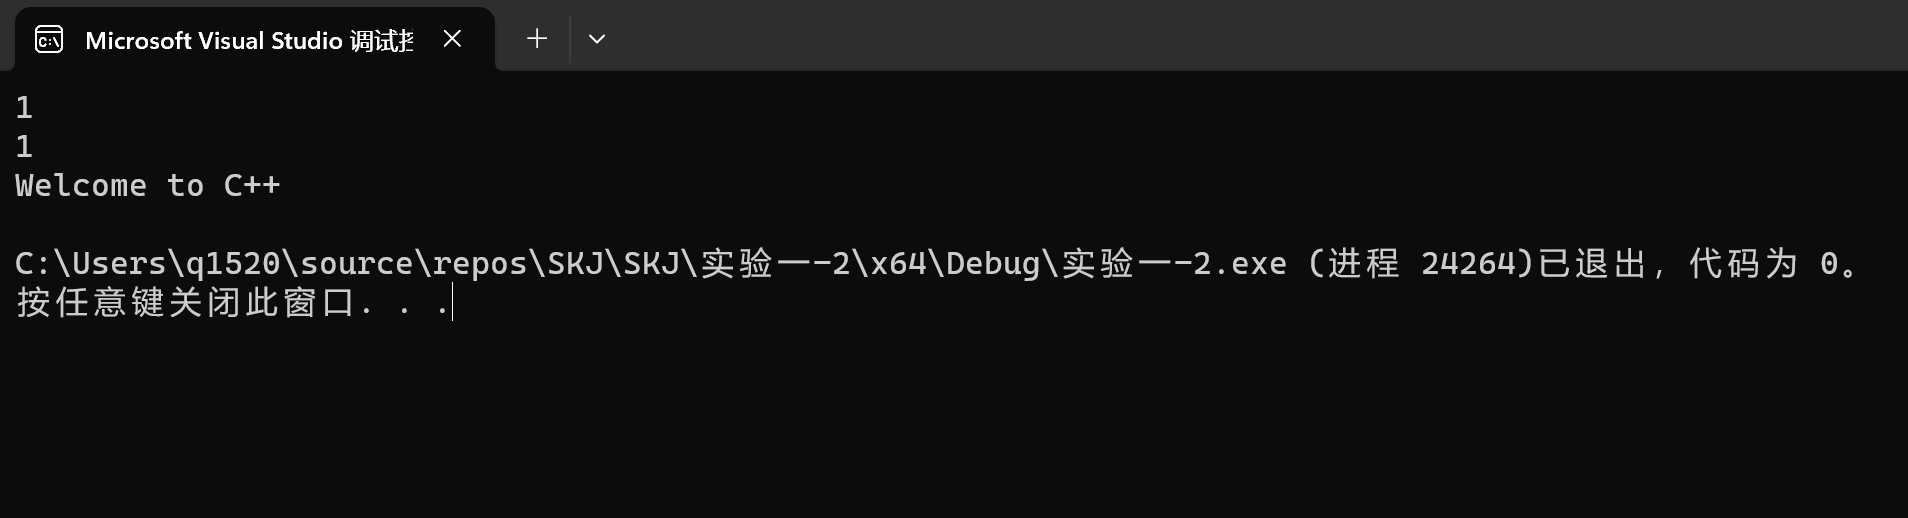 Microsoft Visual Studio 调试
1
1
Welcome to C++
C:\Users\q1520\source\repos\SKJ\SKJ\实验一-2\x64\Debug\实验一-2.exe (进程 24264)已退出，代码为 0。
按任意键关闭此窗口. . .